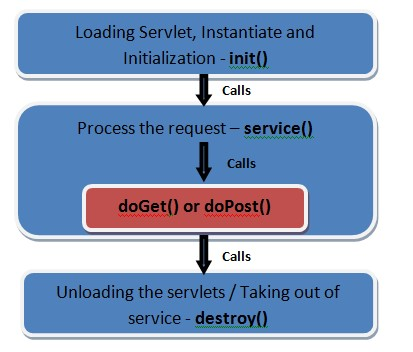 Loading Servlet, Instantiate and
Initialization - init()
Calls
Process the request – service()
Calls
doGet() or doPost()
Calls
Unloading the servlets / Taking out of
service - destroy()